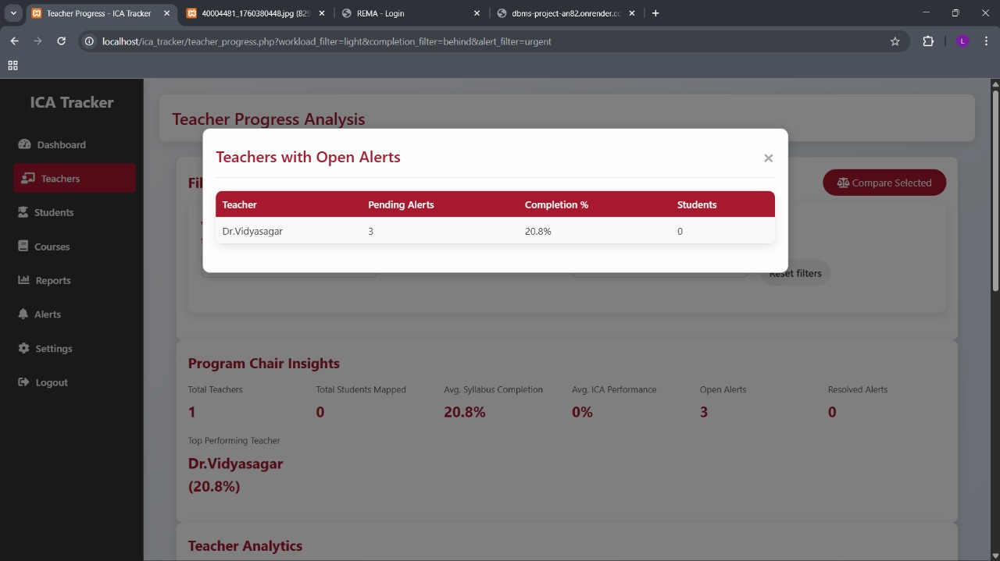 Teacher Progress - ICA Tracker
40004481_1760380448.jpg (829
REMA - Login
dbms-project-an82.onrender.co
localhost/ica_tracker/teacher_progress.php?workload_filter=light&completion_filter=behind&alert_filter=urgent
L
ICA Tracker
Dashboard
Teachers
Students
Courses
Reports
Alerts
Settings
Logout
Teacher Progress Analysis
Fil
Compare Selected
Reset filters
Teachers with Open Alerts
×
Teacher Pending Alerts Completion % Students
Dr.Vidyasagar 3 20.8% 0
Program Chair Insights
Total Teachers Total Students Mapped Avg. Syllabus Completion Avg. ICA Performance Open Alerts Resolved Alerts
1 0 20.8% 0% 3 0
Top Performing Teacher
Dr.Vidyasagar
(20.8%)
Teacher Analytics